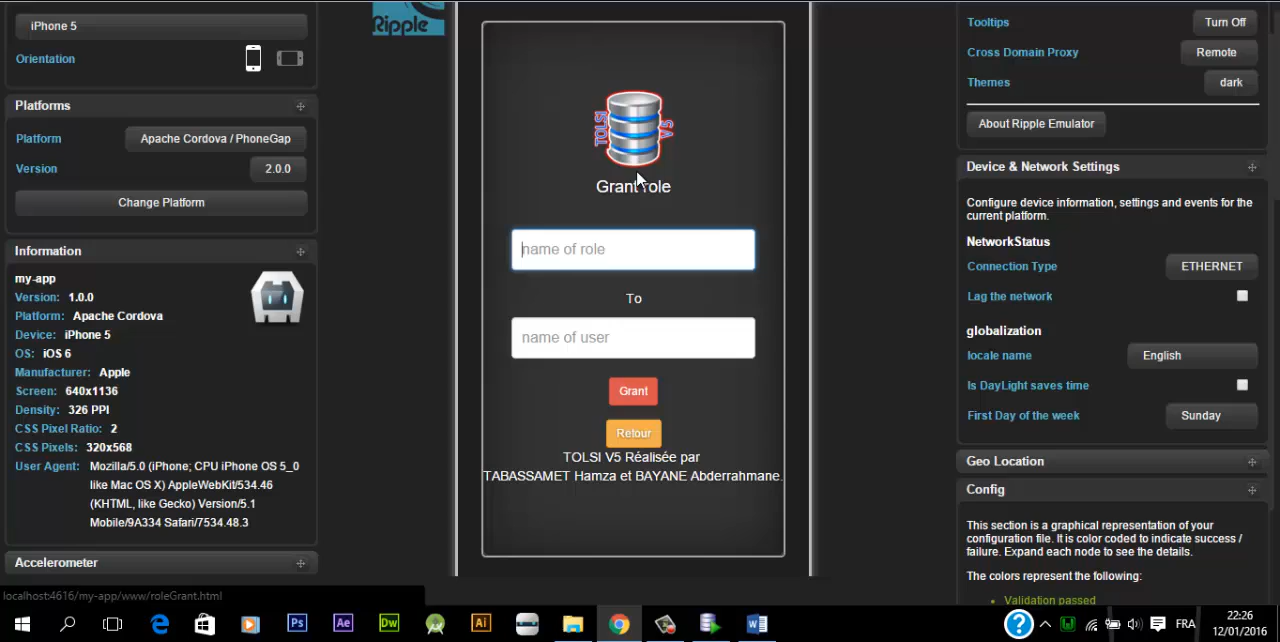 iPhone 5
Orientation
Platforms
Platform Apache Cordova / PhoneGap
Version 2.0.0
Change Platform
Information
my-app
Version: 1.0.0
Platform: Apache Cordova
Device: iPhone 5
OS: iOS 6
Manufacturer: Apple
Screen: 640x1136
Density: 326 PPI
CSS Pixel Ratio: 2
CSS Pixels: 320x568
User Agent: Mozilla/5.0 (iPhone; CPU iPhone OS 5_0
like Mac OS X) AppleWebKit/534.46
(KHTML, like Gecko) Version/5.1
Mobile/9A334 Safari/7534.48.3
Accelerometer
localhost:4616/my-app/www/roleGrant.html
Ripple
TOLSI V5
Grant role
name of role
To
name of user
Grant
Retour
TOLSI V5 Réalisée par
TABASSAMET Hamza et BAYANE Abderrahmane.
Tooltips Turn Off
Cross Domain Proxy Remote
Themes dark
About Ripple Emulator
Device & Network Settings
Configure device information, settings and events for the
current platform.
NetworkStatus
Connection Type ETHERNET
Lag the network
globalization
locale name English
Is DayLight saves time
First Day of the week Sunday
Geo Location
Config
This section is a graphical representation of your
configuration file. It is color coded to indicate success /
failure. Expand each node to see the details.
The colors represent the following:
Validation passed
Ps Ae Dw Ai
FRA
22:26
12/01/2016